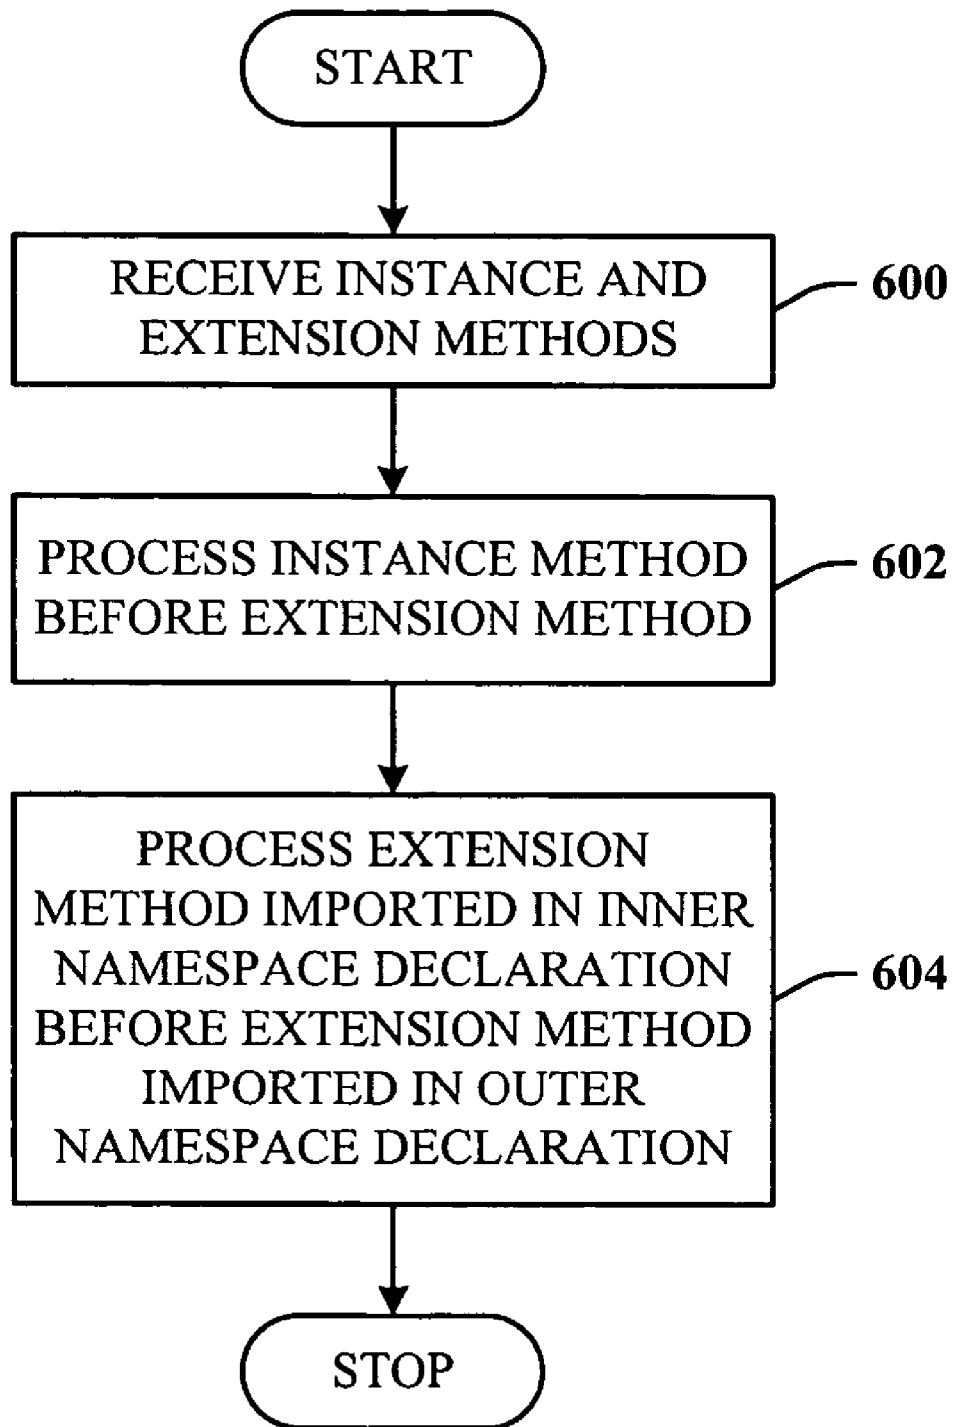 START
RECEIVE INSTANCE AND
EXTENSION METHODS
600
PROCESS INSTANCE METHOD
BEFORE EXTENSION METHOD
602
PROCESS EXTENSION
METHOD IMPORTED IN INNER
NAMESPACE DECLARATION
BEFORE EXTENSION METHOD
IMPORTED IN OUTER
NAMESPACE DECLARATION
604
STOP